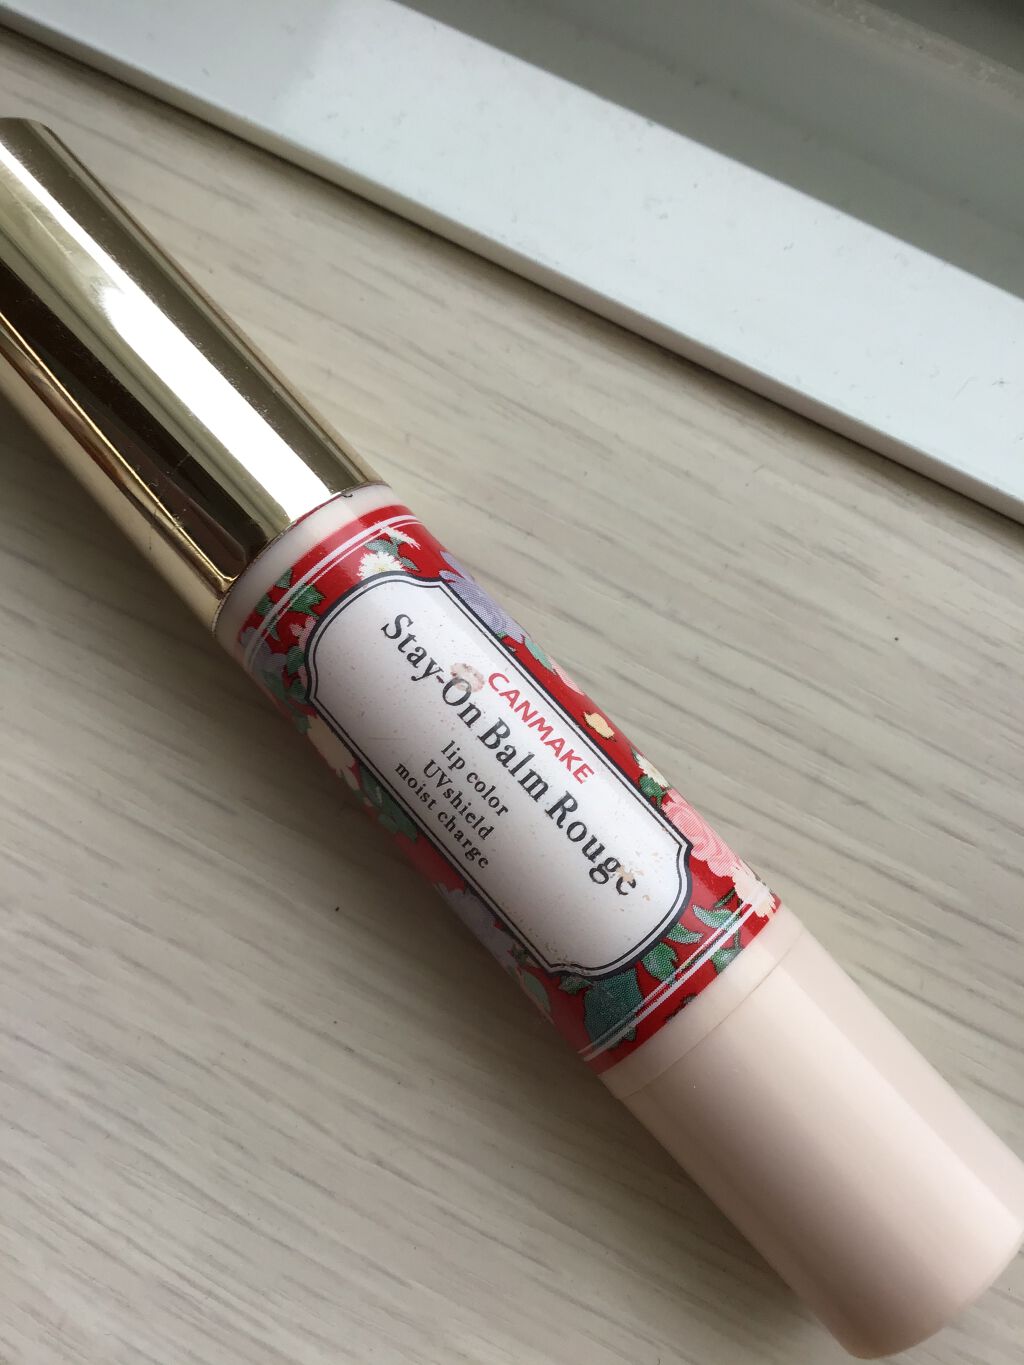 CANMAKE
Stay-On Balm Rouge
lip color
UV shield
moist charge